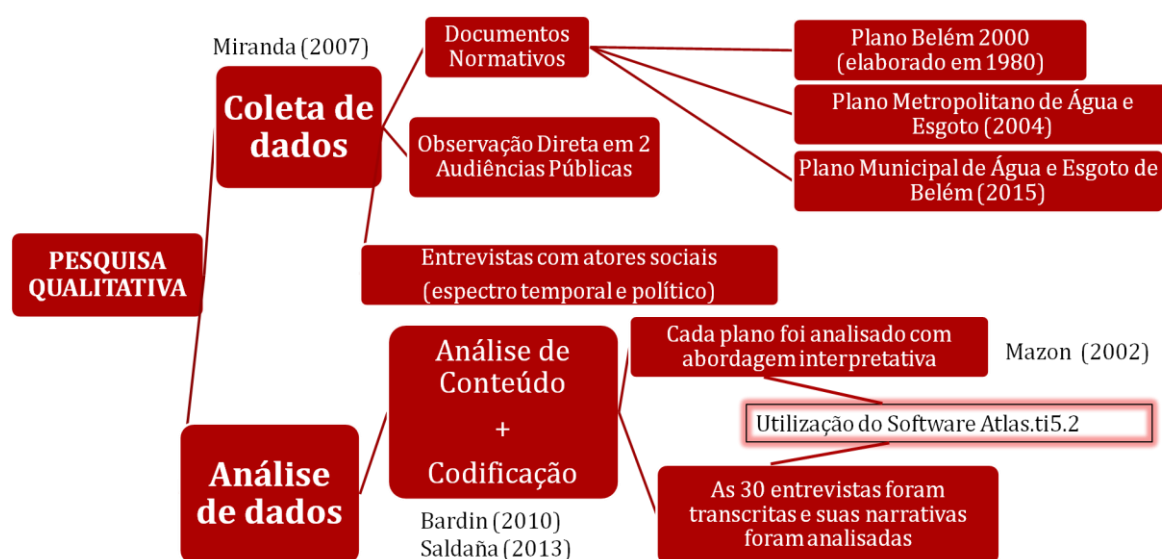 PESQUISA
QUALITATIVA
Miranda (2007)
Coleta de
dados
Documentos
Normativos
Plano Belém 2000
(elaborado em 1980)
Plano Metropolitano de Água e
Esgoto (2004)
Plano Municipal de Água e Esgoto de
Belém (2015)
Observação Direta em 2
Audiências Públicas
Entrevistas com atores sociais
(espectro temporal e político)
Análise
de dados
Análise de
Conteúdo
+
Codificação
Bardin (2010)
Saldaña (2013)
Cada plano foi analisado com
abordagem interpretativa
Mazon (2002)
Utilização do Software Atlas.ti5.2
As 30 entrevistas foram
transcritas e suas narrativas
foram analisadas